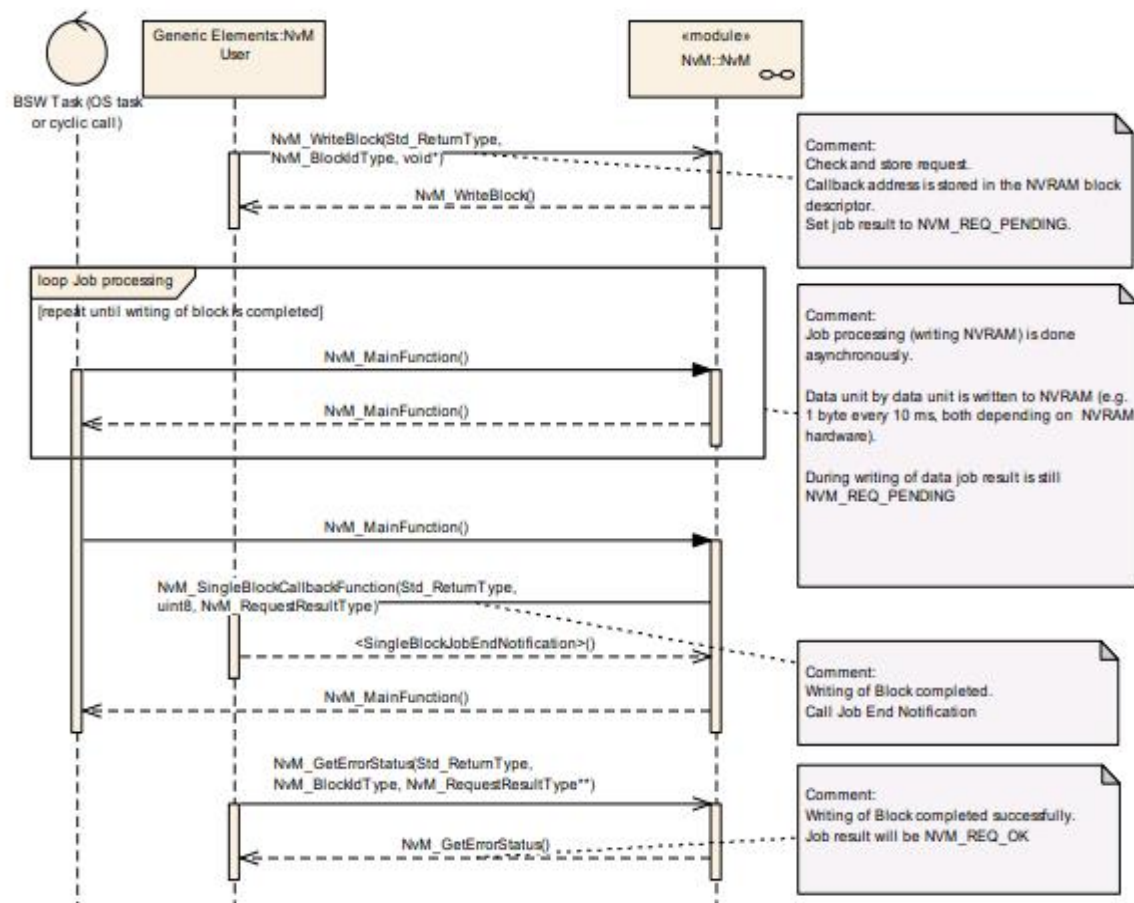 Generic Elements::NvM
User
«module»
NvM::NvM
BSW Task (OS task
or cyclic call)
NvM_WriteBlock(Std_ReturnType,
NvM_BlockIdType, void*)
NvM_WriteBlock()
Comment:
Check and store request.
Callback address is stored in the NVRAM block
descriptor.
Set job result to NVM_REQ_PENDING.
loop Job processing
[repeat until writing of block is completed]
NvM_MainFunction()
NvM_MainFunction()
Comment:
Job processing (writing NVRAM) is done
asynchronously.
Data unit by data unit is written to NVRAM (e.g.
1 byte every 10 ms, both depending on NVRAM
hardware).
During writing of data job result is still
NVM_REQ_PENDING
NvM_MainFunction()
NvM_SingleBlockCallbackFunction(Std_ReturnType,
uint8, NvM_RequestResultType)
<SingleBlockJobEndNotification>()
NvM_MainFunction()
Comment:
Writing of Block completed.
Call Job End Notification
NvM_GetErrorStatus(Std_ReturnType,
NvM_BlockIdType, NvM_RequestResultType**)
NvM_GetErrorStatus()
Comment:
Writing of Block completed successfully.
Job result will be NVM_REQ_OK